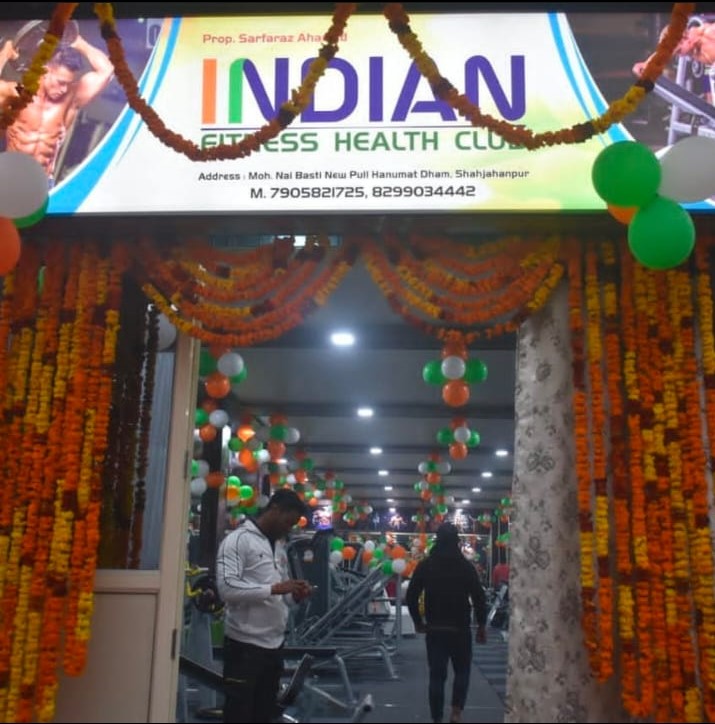 Prop. Sarfaraz
INDIAN
FITNESS HEALTH CLUB
Address : Moh. Nai Basti New Pull Hanumat Dham, Shahjahanpur
M. 7905821725, 8299034442